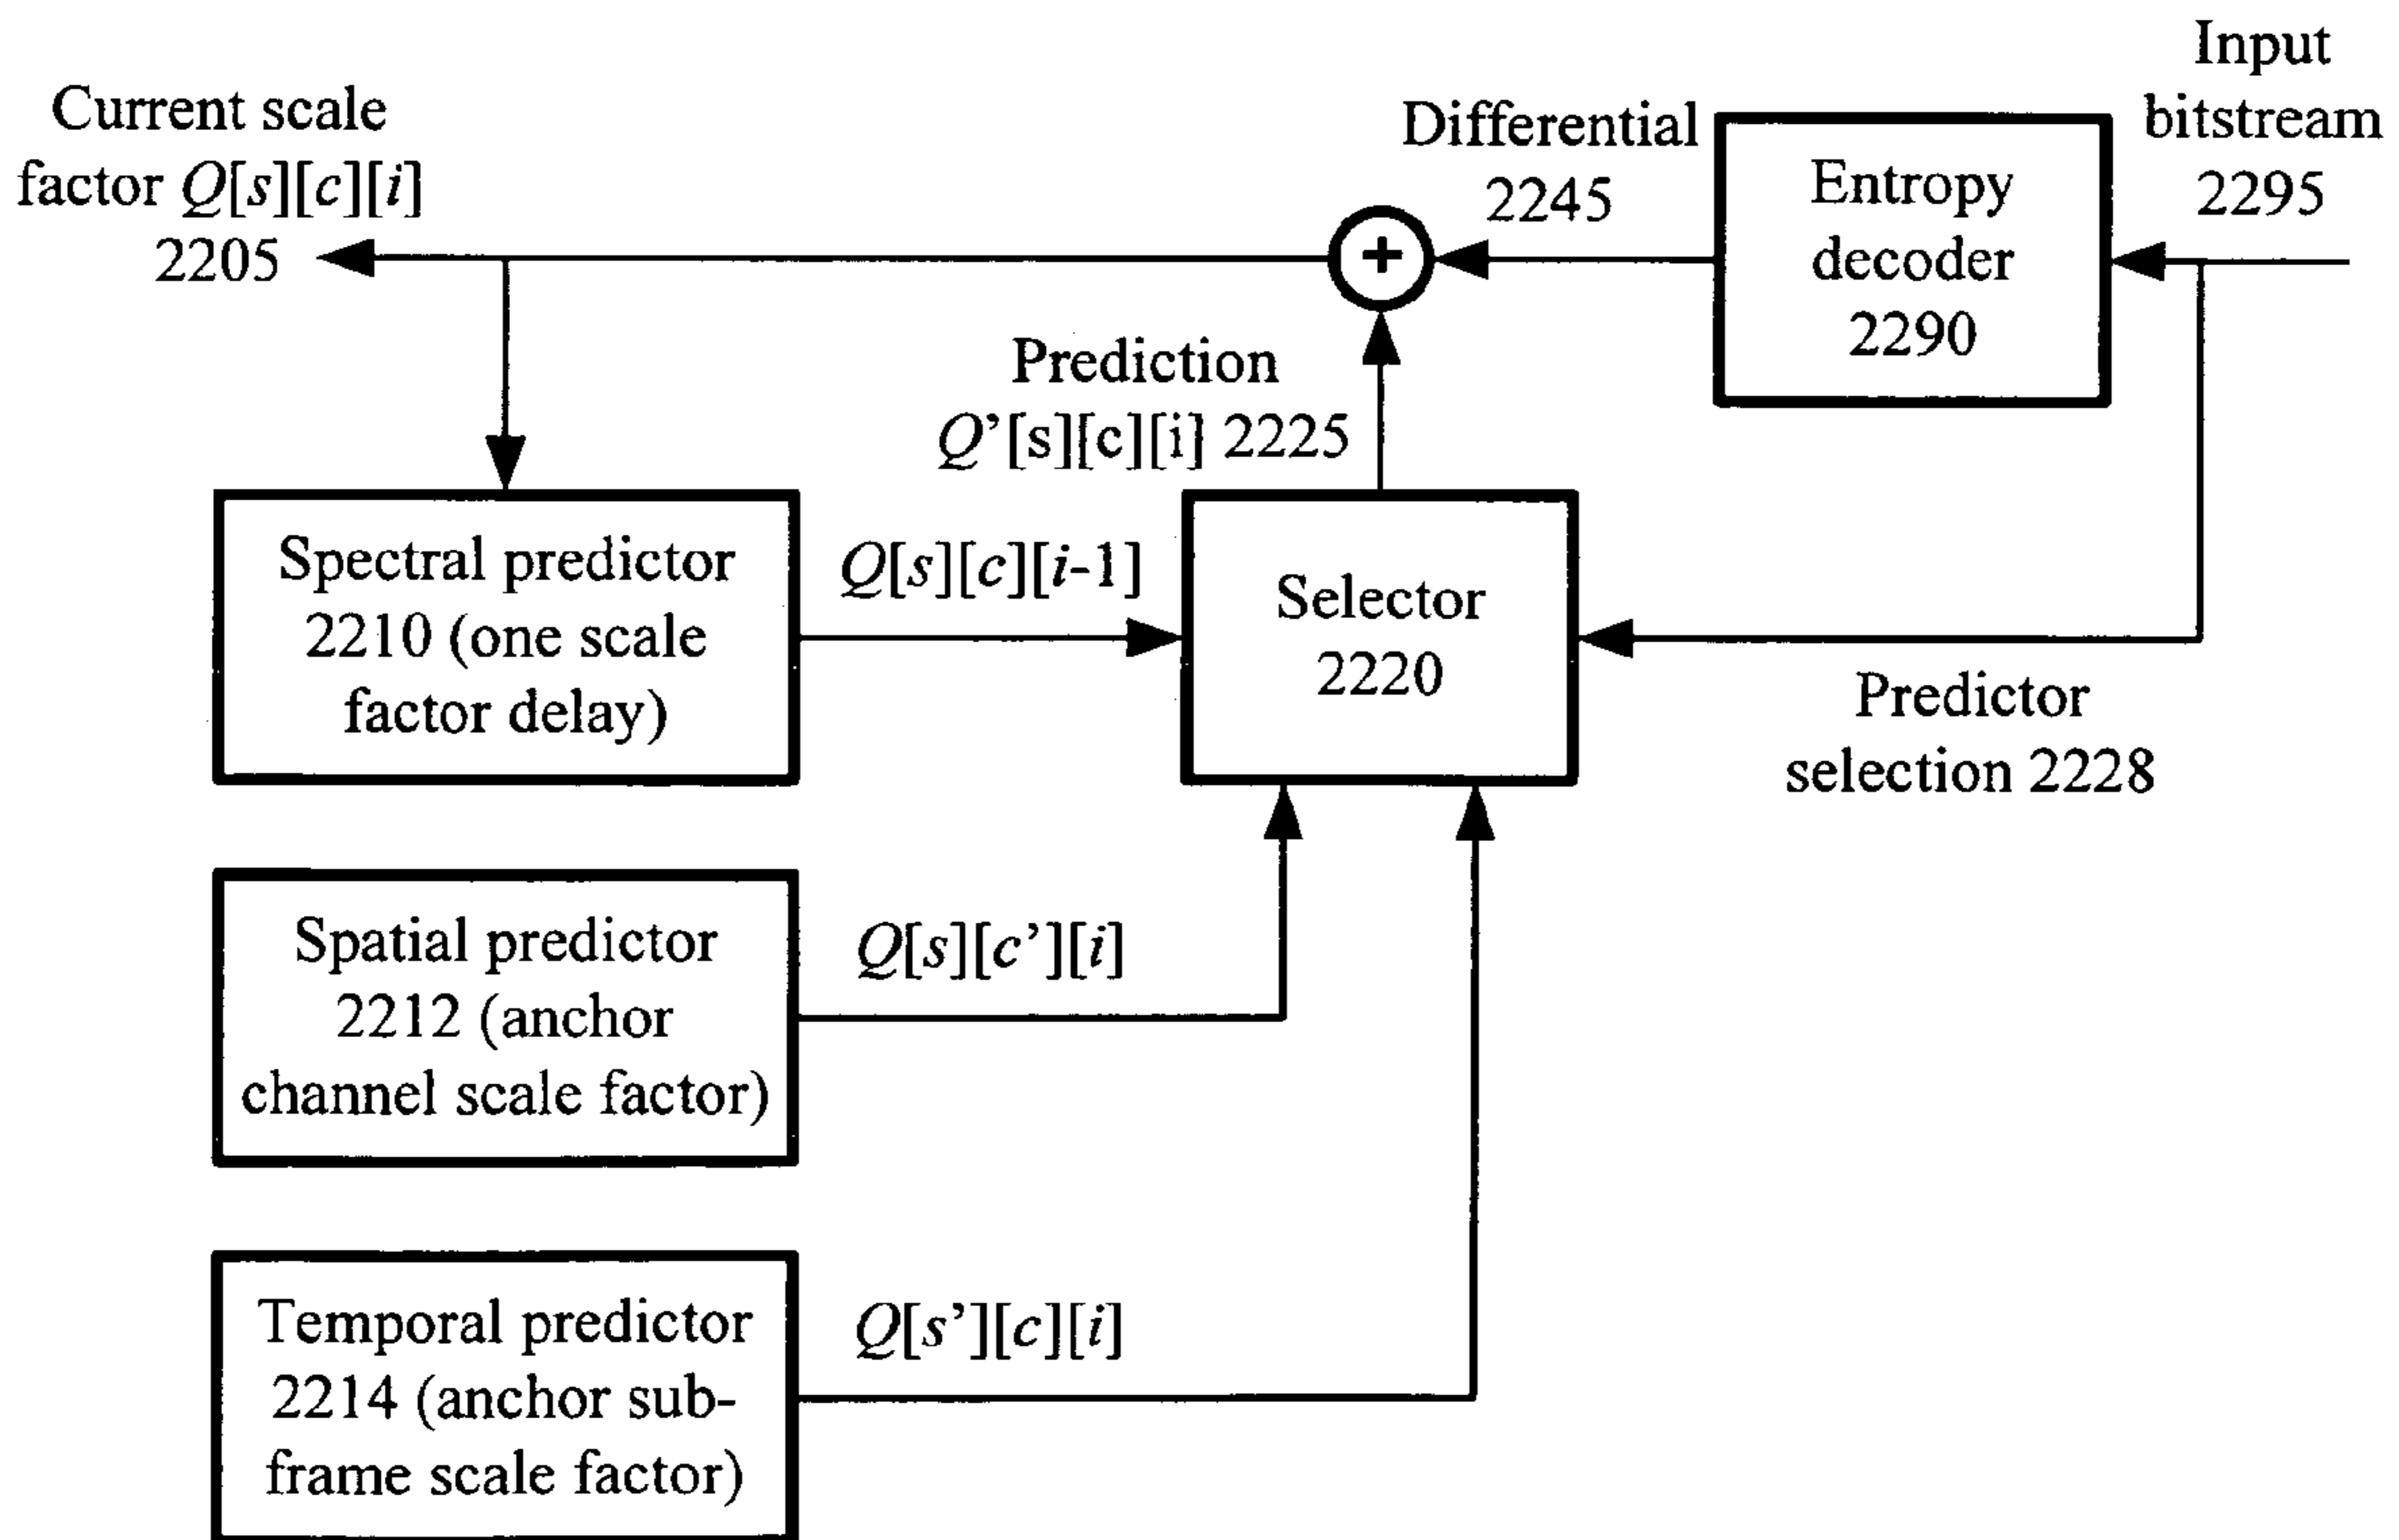 Current scale
factor Q[s][c][i]
2205
Differential
2245
Entropy
decoder
2290
Input
bitstream
2295
Prediction
Q’[s][c][i] 2225
Spectral predictor
2210 (one scale
factor delay)
Q[s][c][i-1]
Selector
2220
Predictor
selection 2228
Spatial predictor
2212 (anchor
channel scale factor)
Q[s][c’][i]
Temporal predictor
2214 (anchor sub-
frame scale factor)
Q[s’][c][i]
+